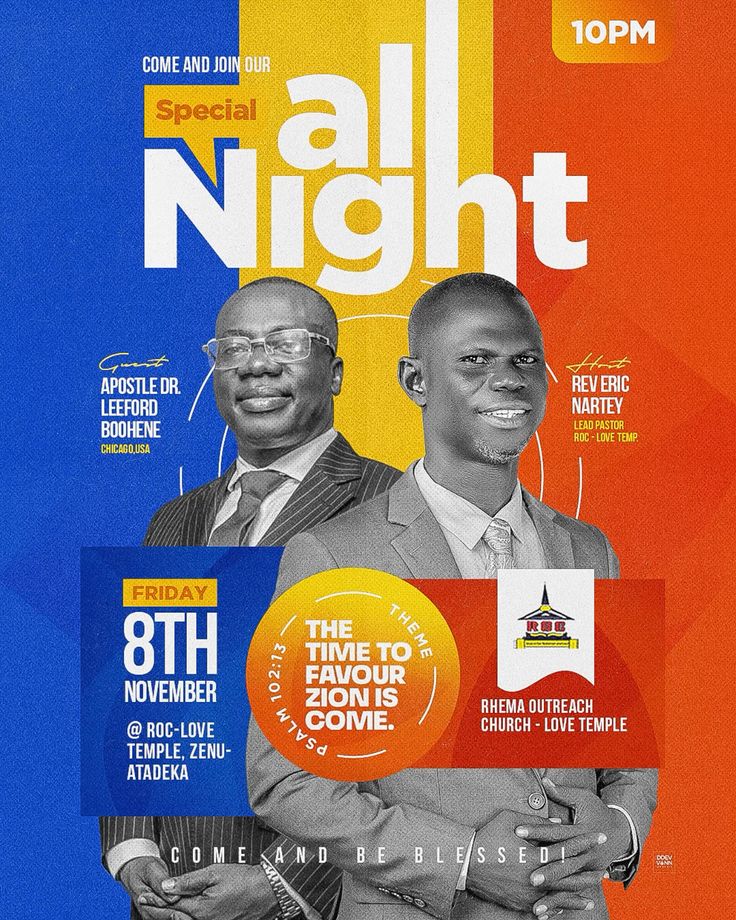 10PM
COME AND JOIN OUR
Special
all
Night
Guest
APOSTLE DR.
LEEFORD
BOOHENE
CHICAGO,USA
Host
REV ERIC
NARTEY
LEAD PASTOR
ROC - LOVE TEMP.
FRIDAY
8TH
NOVEMBER
@ ROC-LOVE
TEMPLE, ZENU-
ATADEKA
THEME
THE
TIME TO
FAVOUR
ZION IS
COME.
PSALM 102:13
ROC
RHEMA OUTREACH
CHURCH - LOVE TEMPLE
COME AND BE BLESSED!
DDEV
VANN